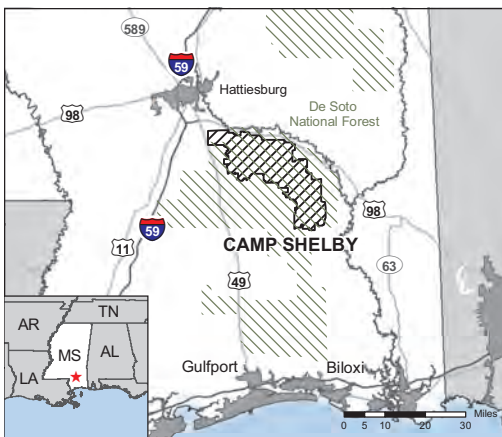 589
59
Hattiesburg
98
De Soto
National Forest
98
59
11
CAMP SHELBY
63
49
TN
AR
MS
AL
LA
Gulfport
Biloxi
Miles
0 5 10 20 30